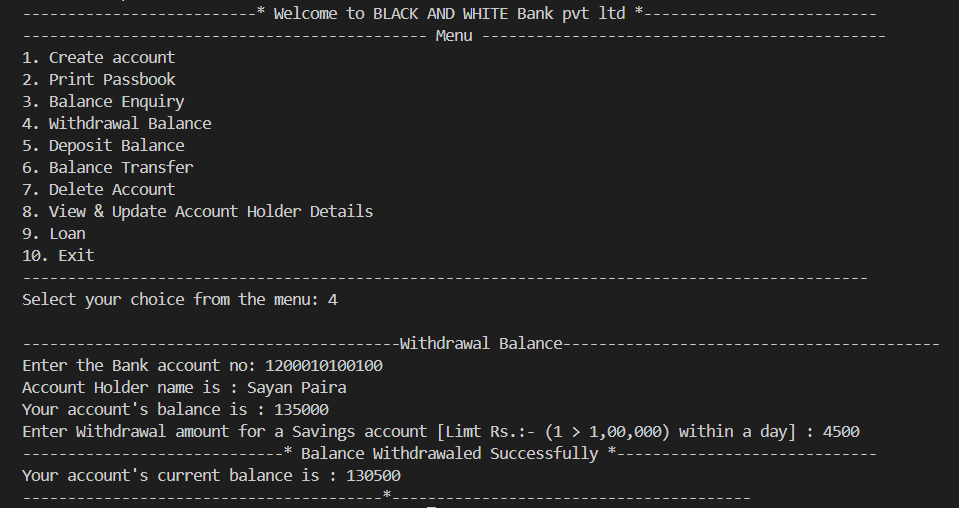 --------------------------* Welcome to BLACK AND WHITE Bank pvt ltd *--------------------------
--------------------------------------------- Menu ---------------------------------------------
1. Create account
2. Print Passbook
3. Balance Enquiry
4. Withdrawal Balance
5. Deposit Balance
6. Balance Transfer
7. Delete Account
8. View & Update Account Holder Details
9. Loan
10. Exit
----------------------------------------------------------------------------------------------
Select your choice from the menu: 4
------------------------------------------Withdrawal Balance------------------------------------------
Enter the Bank account no: 1200010100100
Account Holder name is : Sayan Paira
Your account's balance is : 135000
Enter Withdrawal amount for a Savings account [Limt Rs.:- (1 > 1,00,000) within a day] : 4500
-----------------------------* Balance Withdrawaled Successfully *-----------------------------
Your account's current balance is : 130500
----------------------------------------*----------------------------------------